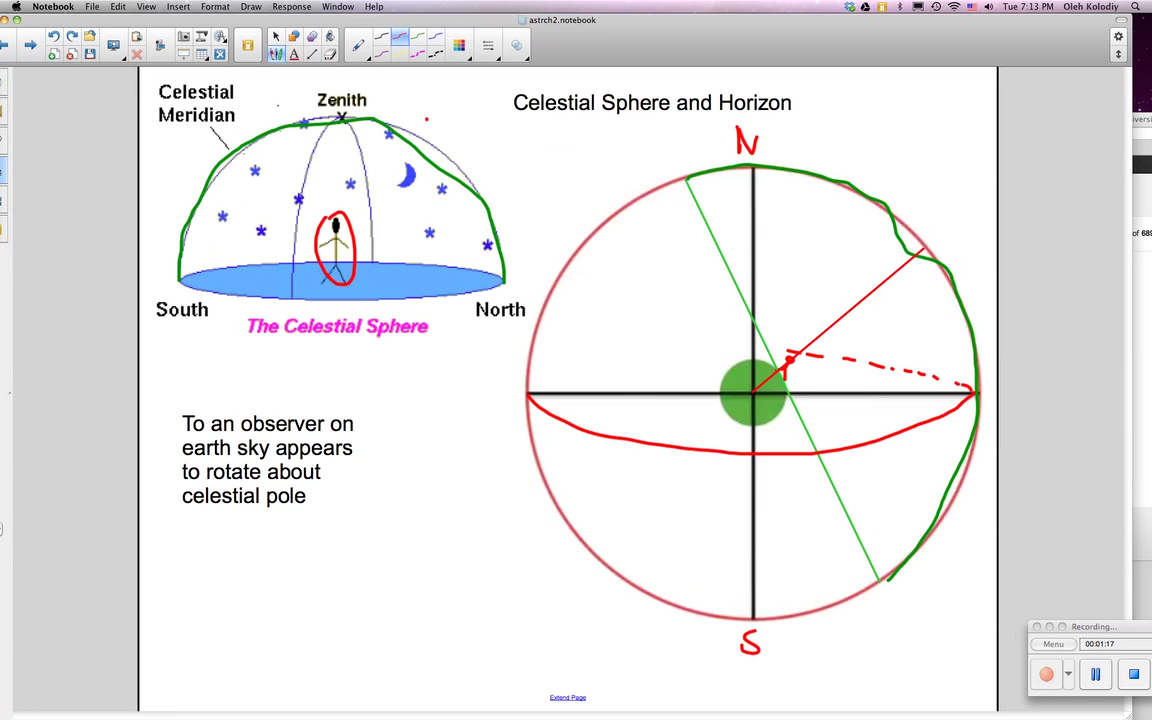 Notebook File Edit View Insert Format Draw Response Window Help
Tue 7:13 PM Oleh Kolodiy
astrch2.notebook
Celestial
Meridian
Zenith
South
North
The Celestial Sphere
Celestial Sphere and Horizon
N
S
To an observer on
earth sky appears
to rotate about
celestial pole
Extend Page
of 689
Recording...
Menu
00:01:17